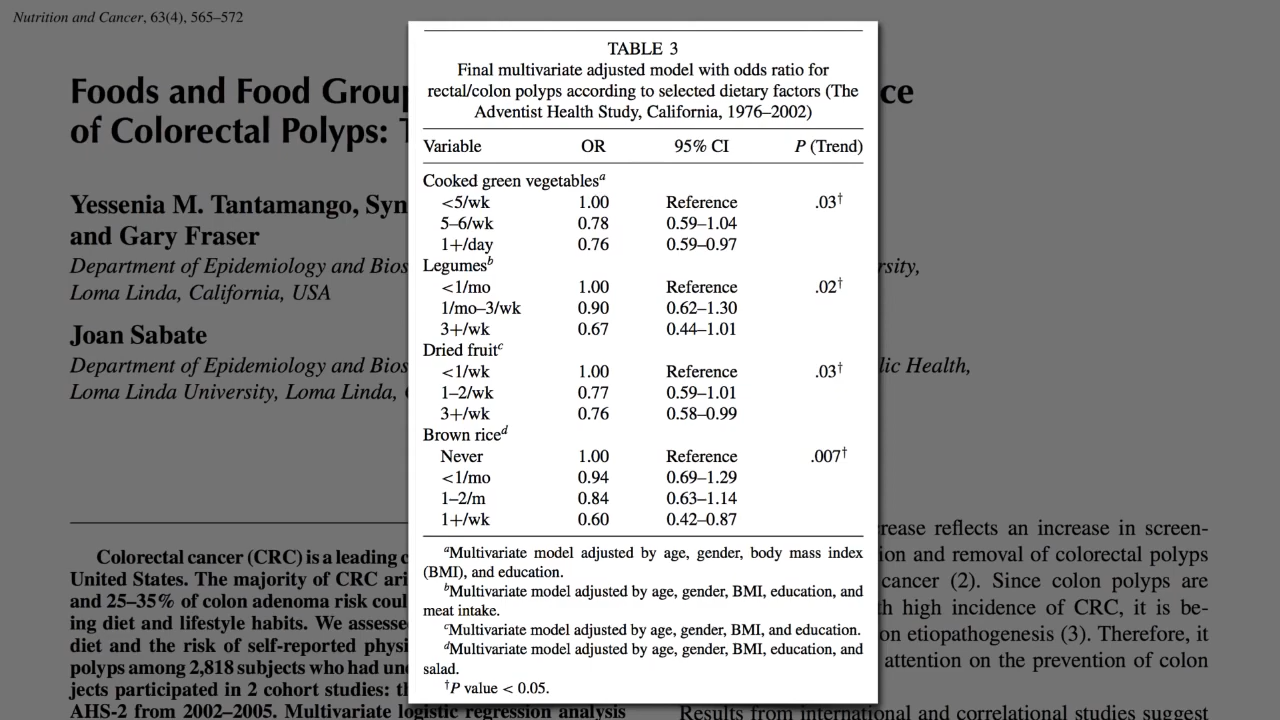 Nutrition and Cancer, 63(4), 565–572
Foods and Food Grou
ce
of Colorectal Polyps:
Yessenia M. Tantamango, Syn
and Gary Fraser
Department of Epidemiology and Bios
rsity,
Loma Linda, California, USA
Joan Sabate
Department of Epidemiology and Bios
lic Health,
Loma Linda University, Loma Linda,
Colorectal cancer (CRC) is a leading c
United States. The majority of CRC ari
and 25–35% of colon adenoma risk coul
ing diet and lifestyle habits. We assesse
diet and the risk of self-reported physi
polyps among 2,818 subjects who had un
jects participated in 2 cohort studies: th
AHS-2 from 2002–2005. Multivariate logistic regression analysis
crease reflects an increase in screen-
ion and removal of colorectal polyps
cancer (2). Since colon polyps are
th high incidence of CRC, it is be-
on etiopathogenesis (3). Therefore, it
attention on the prevention of colon
Results from international and correlational studies suggest
TABLE 3
Final multivariate adjusted model with odds ratio for
rectal/colon polyps according to selected dietary factors (The
Adventist Health Study, California, 1976–2002)
Variable OR 95% CI P (Trend)
Cooked green vegetablesᵃ
<5/wk 1.00 Reference .03†
5–6/wk 0.78 0.59–1.04
1+/day 0.76 0.59–0.97
Legumesᵇ
<1/mo 1.00 Reference .02†
1/mo–3/wk 0.90 0.62–1.30
3+/wk 0.67 0.44–1.01
Dried fruitᶜ
<1/wk 1.00 Reference .03†
1–2/wk 0.77 0.59–1.01
3+/wk 0.76 0.58–0.99
Brown riceᵈ
Never 1.00 Reference .007†
<1/mo 0.94 0.69–1.29
1–2/m 0.84 0.63–1.14
1+/wk 0.60 0.42–0.87
ᵃMultivariate model adjusted by age, gender, body mass index
(BMI), and education.
ᵇMultivariate model adjusted by age, gender, BMI, education, and
meat intake.
ᶜMultivariate model adjusted by age, gender, BMI, and education.
ᵈMultivariate model adjusted by age, gender, BMI, education, and
salad.
†P value < 0.05.